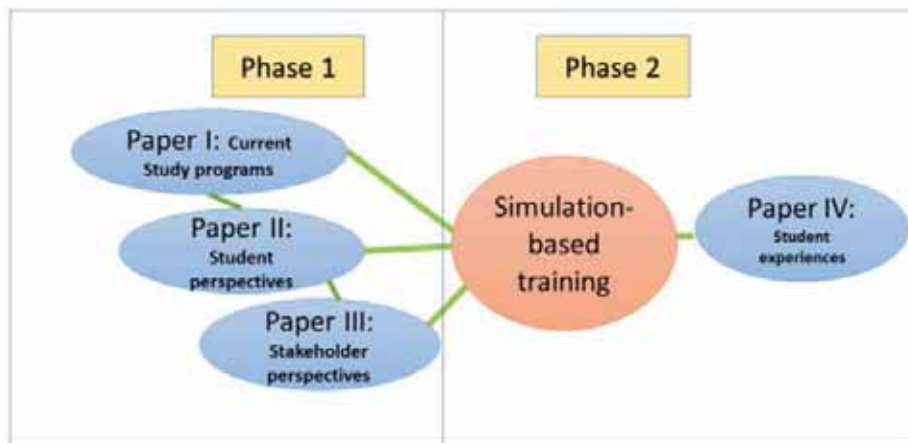 Phase 1
Paper I: Current
Study programs
Paper II:
Student
perspectives
Paper III:
Stakeholder
perspectives
Phase 2
Simulation-
based
training
Paper IV:
Student
experiences